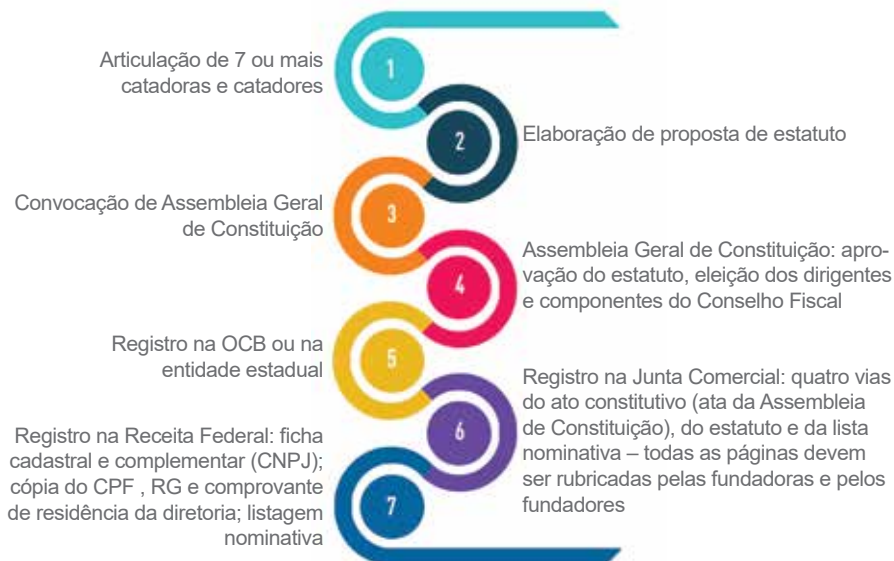 1
Articulação de 7 ou mais
catadoras e catadores
2
Elaboração de proposta de estatuto
3
Convocação de Assembleia Geral
de Constituição
4
Assembleia Geral de Constituição: apro-
vação do estatuto, eleição dos dirigentes
e componentes do Conselho Fiscal
5
Registro na OCB ou na
entidade estadual
6
Registro na Junta Comercial: quatro vias
do ato constitutivo (ata da Assembleia
de Constituição), do estatuto e da lista
nominativa – todas as páginas devem
ser rubricadas pelas fundadoras e pelos
fundadores
7
Registro na Receita Federal: ficha
cadastral e complementar (CNPJ);
cópia do CPF , RG e comprovante
de residência da diretoria; listagem
nominativa